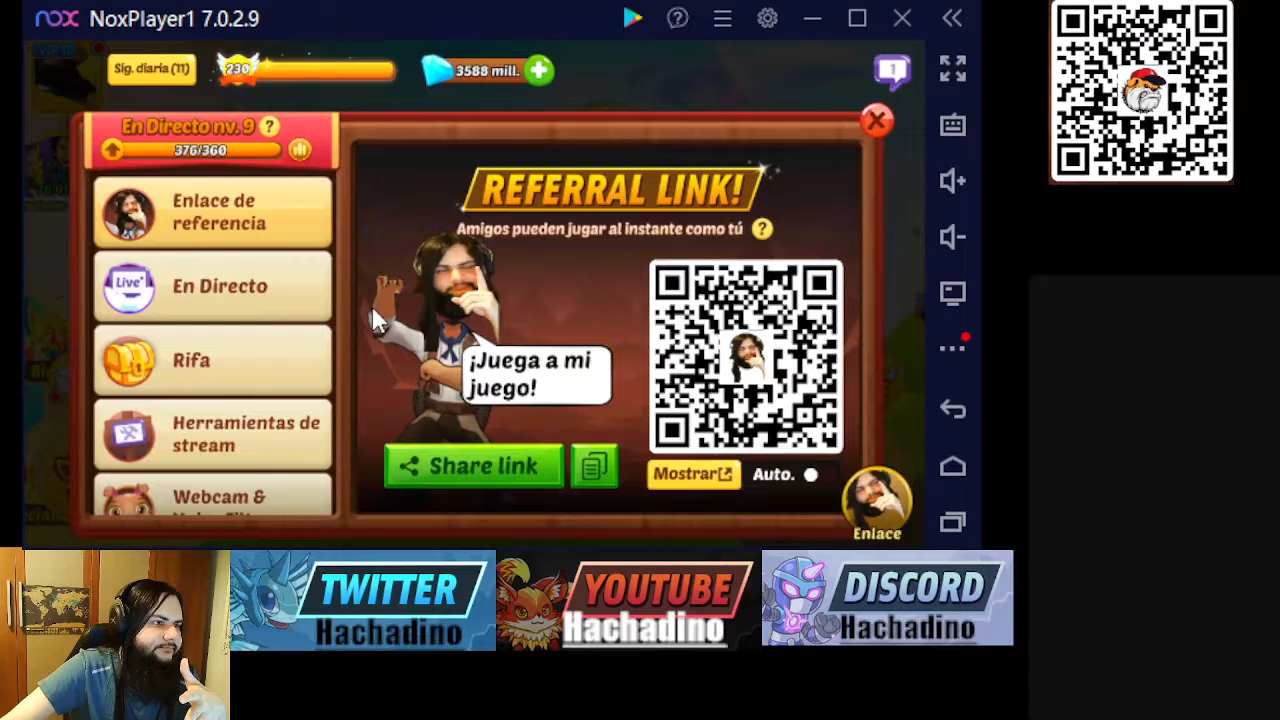 nox NoxPlayer1 7.0.2.9
Sig. diaria (11)
230
3588 mill.
1
En Directo nv. 9 ?
376/360
Enlace de
referencia
Live
En Directo
Rifa
Herramientas de
stream
Webcam &
REFERRAL LINK!
Amigos pueden jugar al instante como tú ?
¡Juega a mi
juego!
Share link
Mostrar
Auto.
Enlace
TWITTER
Hachadino
YOUTUBE
Hachadino
DISCORD
Hachadino